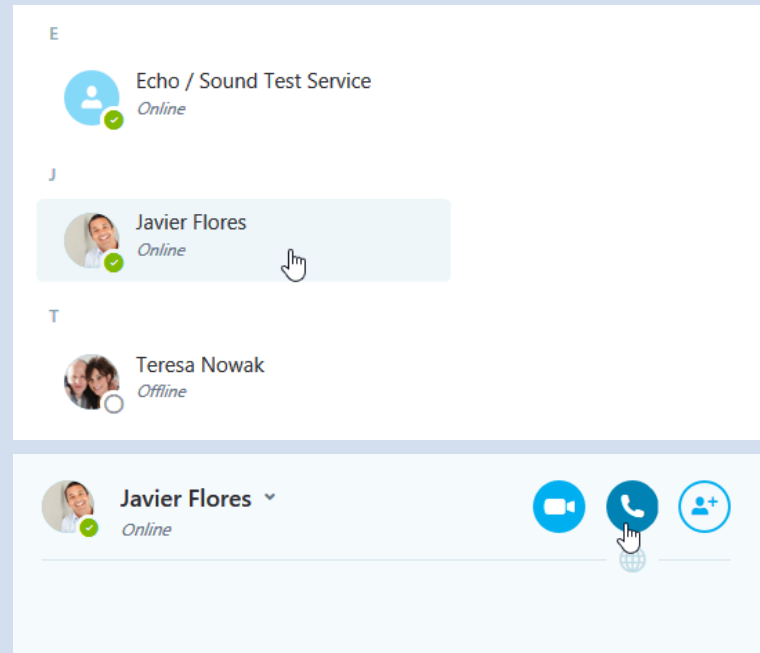 E
Echo / Sound Test Service
Online
J
Javier Flores
Online
T
Teresa Nowak
Offline
Javier Flores
Online